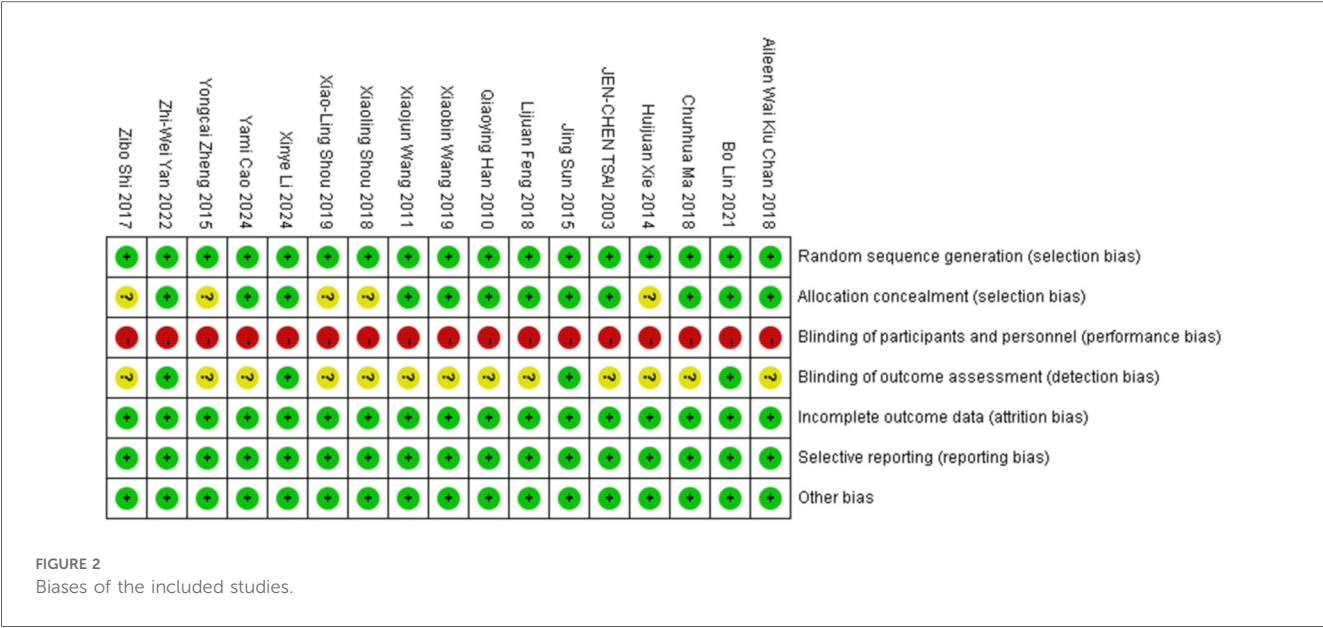 Zibo Shi 2017
Zhi-Wei Yan 2022
Yongcai Zheng 2015
Yami Cao 2024
Xinye Li 2024
Xiao-Ling Shou 2019
Xiaoling Shou 2018
Xiaojun Wang 2011
Xiaobin Wang 2019
Qiaoying Han 2010
Lijuan Feng 2018
Jing Sun 2015
JEN-CHEN TSAI 2003
Huijuan Xie 2014
Chunhua Ma 2018
Bo Lin 2021
Aileen Wai Kiu Chan 2018
+ + + + + + + + + + + + + + + + + Random sequence generation (selection bias)
? + ? + + ? ? + + + + + + ? + + + Allocation concealment (selection bias)
- - - - - - - - - - - - - - - - - Blinding of participants and personnel (performance bias)
? + ? ? + ? ? ? ? ? ? + ? ? ? + ? Blinding of outcome assessment (detection bias)
+ + + + + + + + + + + + + + + + + Incomplete outcome data (attrition bias)
+ + + + + + + + + + + + + + + + + Selective reporting (reporting bias)
+ + + + + + + + + + + + + + + + + Other bias
FIGURE 2
Biases of the included studies.